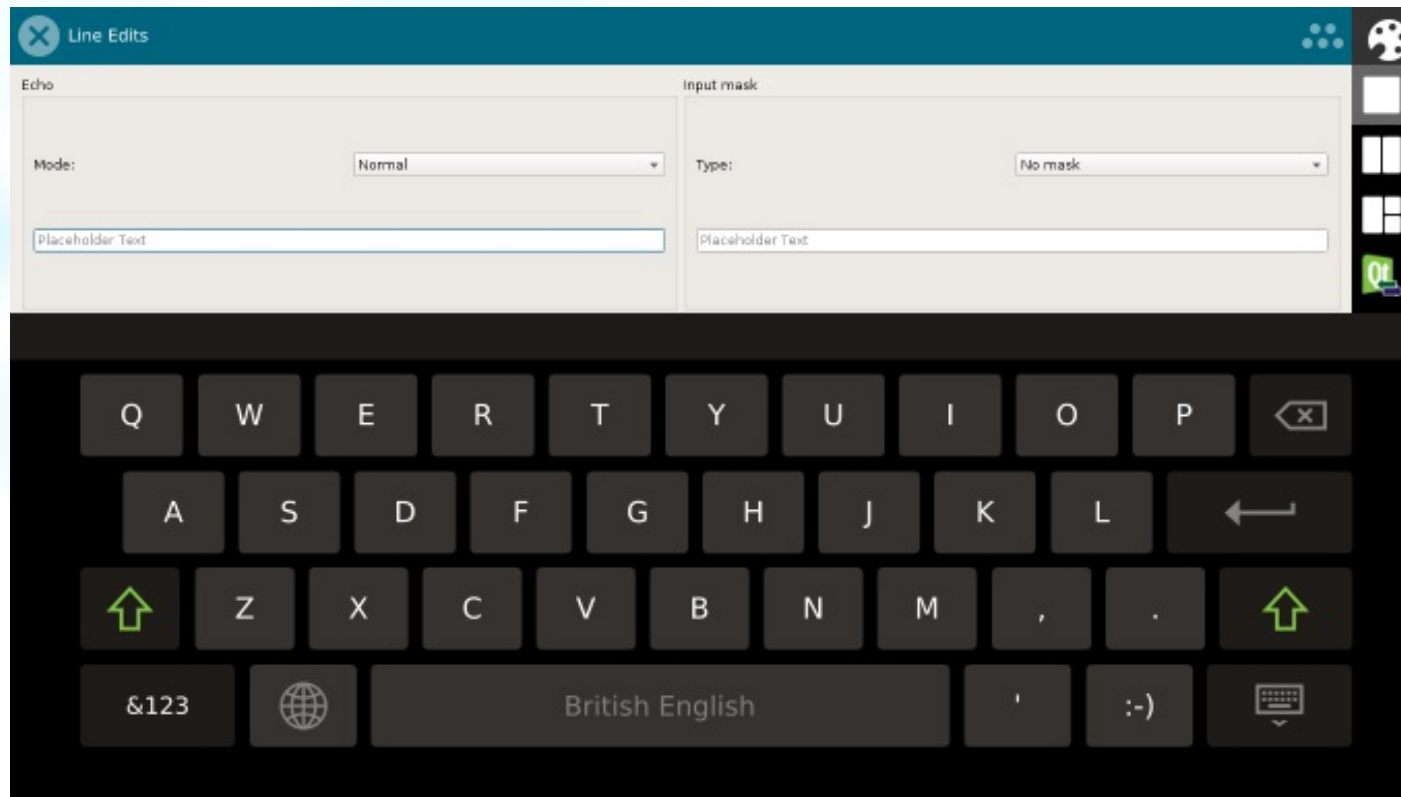 Line Edits
Echo
Input mask
Mode:
Normal
Type:
No mask
Placeholder Text
Placeholder Text
Qt
Q W E R T Y U I O P
A S D F G H J K L
Z X C V B N M , .
&123
British English
'
:-)